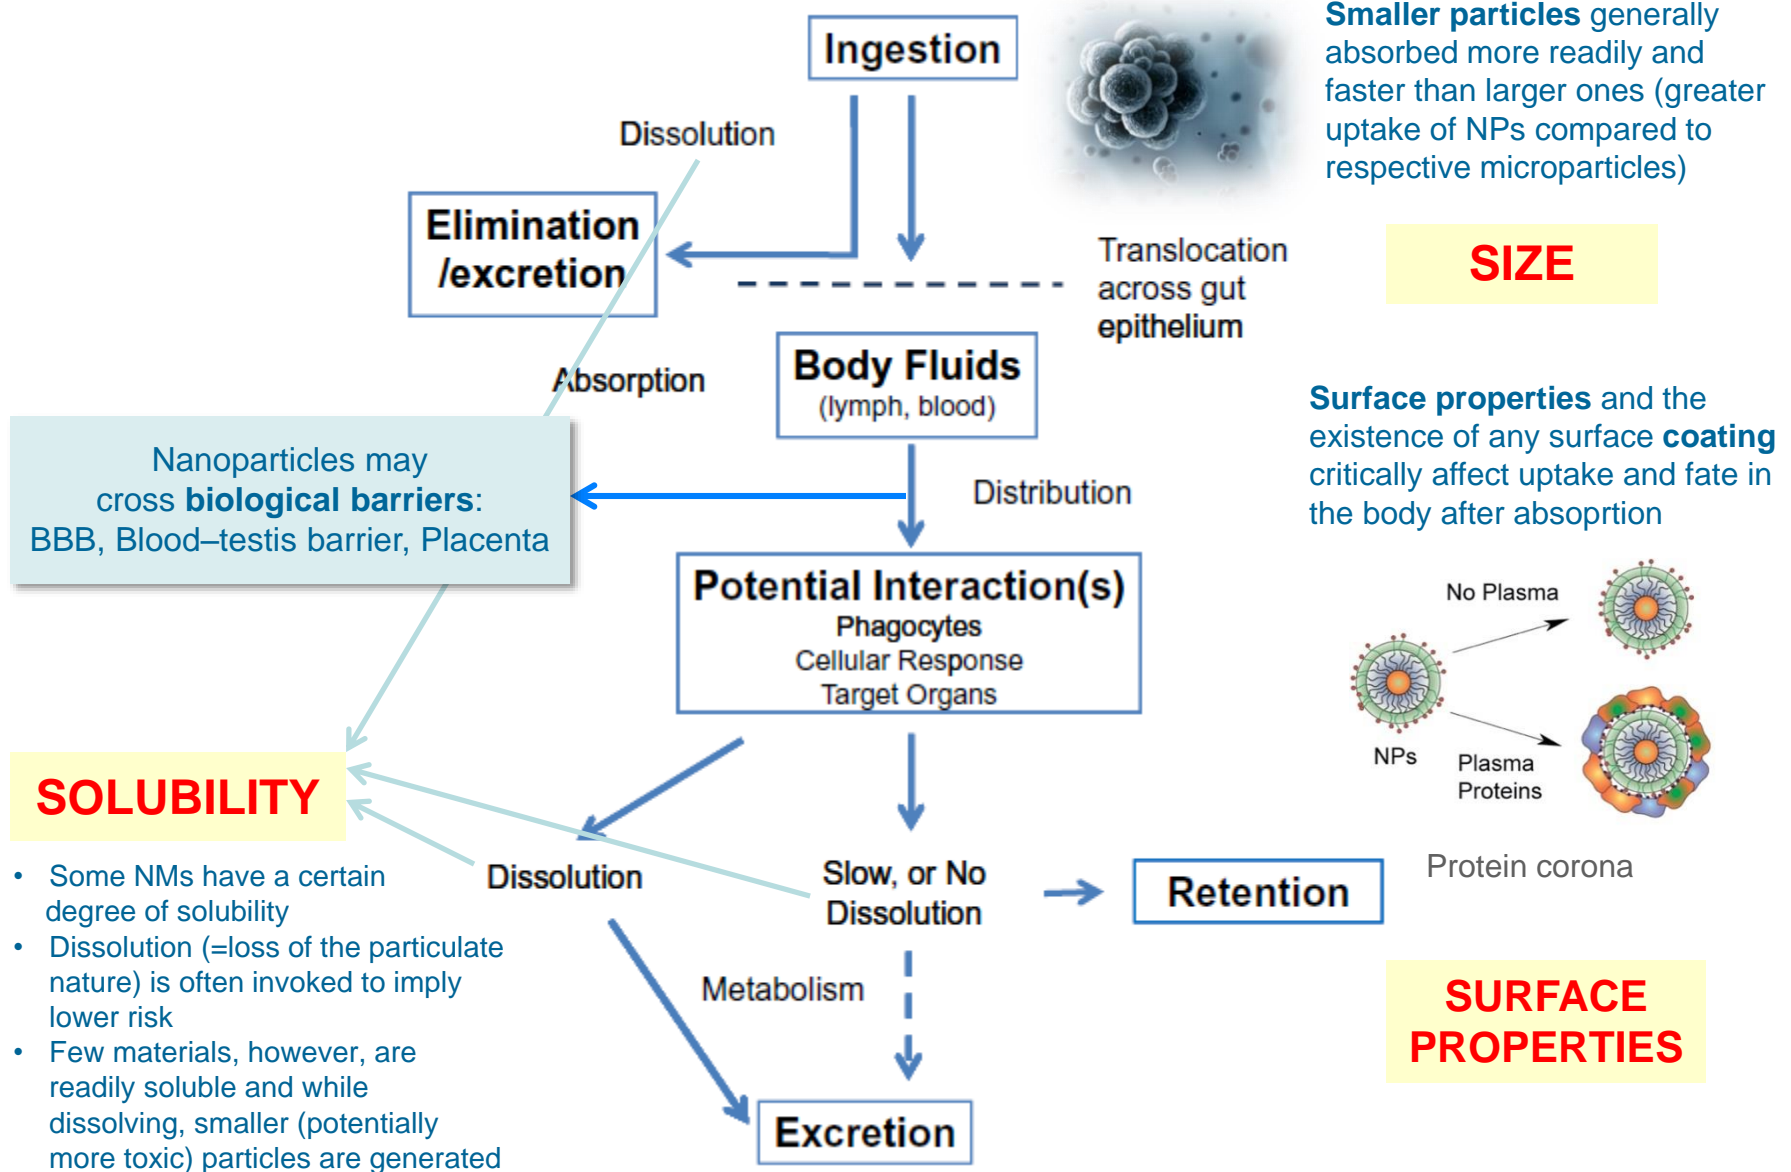 Ingestion
Smaller particles generally
absorbed more readily and
faster than larger ones (greater
uptake of NPs compared to
respective microparticles)
Dissolution
Elimination
/excretion
Translocation
across gut
epithelium
SIZE
Absorption
Body Fluids
(lymph, blood)
Surface properties and the
existence of any surface coating
critically affect uptake and fate in
the body after absoprtion
Nanoparticles may
cross biological barriers:
BBB, Blood–testis barrier, Placenta
Distribution
Potential Interaction(s)
Phagocytes
Cellular Response
Target Organs
No Plasma
NPs
Plasma
Proteins
Protein corona
SOLUBILITY
• Some NMs have a certain
degree of solubility
• Dissolution (=loss of the particulate
nature) is often invoked to imply
lower risk
• Few materials, however, are
readily soluble and while
dissolving, smaller (potentially
more toxic) particles are generated
Dissolution
Slow, or No
Dissolution
Retention
Metabolism
SURFACE
PROPERTIES
Excretion